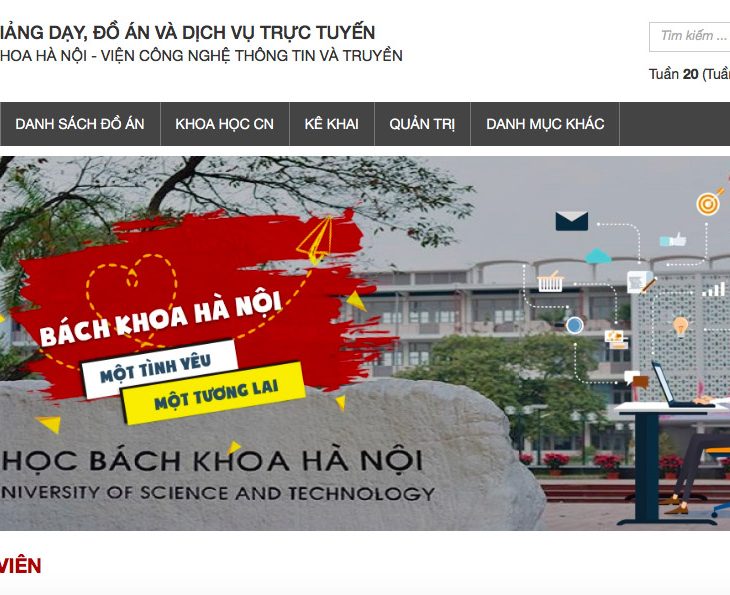 IẢNG DẠY, ĐỒ ÁN VÀ DỊCH VỤ TRỰC TUYẾN
HOA HÀ NỘI - VIỆN CÔNG NGHỆ THÔNG TIN VÀ TRUYỀN
Tìm kiếm ...
Tuần 20 (Tuần
DANH SÁCH ĐỒ ÁN KHOA HỌC CN KÊ KHAI QUẢN TRỊ DANH MỤC KHÁC
BÁCH KHOA HÀ NỘI
MỘT TÌNH YÊU
MỘT TƯƠNG LAI
HỌC BÁCH KHOA HÀ NỘI
NIVERSITY OF SCIENCE AND TECHNOLOGY
VIÊN